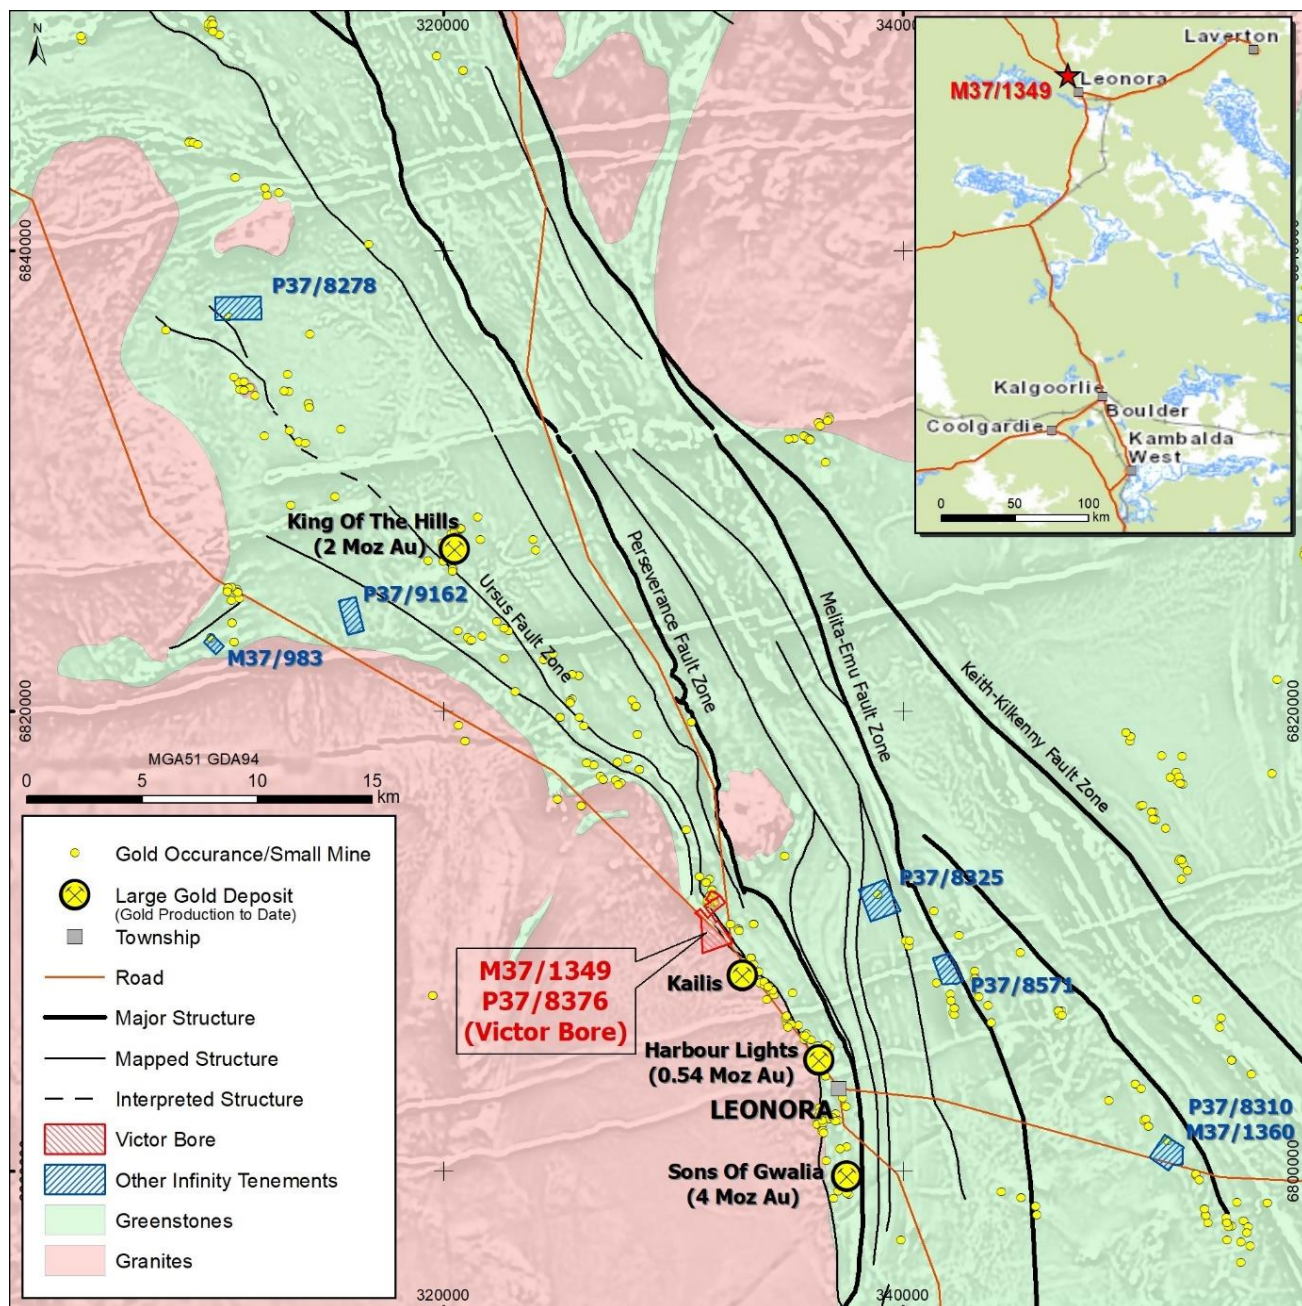 N
320000
340000
Laverton
Leonora
M37/1349
Kalgoorlie
Boulder
Coolgardie
Kambalda
West
0 50 100
km
6840000
P37/8278
King Of The Hills
(2 Moz Au)
P37/9162
M37/983
Ursus Fault Zone
Perseverance Fault Zone
Melita-Emu Fault Zone
Keith-Kilkenny Fault Zone
6820000
6820000
MGA51 GDA94
0 5 10 15
km
Gold Occurance/Small Mine
Large Gold Deposit
(Gold Production to Date)
Township
Road
Major Structure
Mapped Structure
Interpreted Structure
Victor Bore
Other Infinity Tenements
Greenstones
Granites
P37/8325
P37/8571
M37/1349
P37/8376
(Victor Bore)
Kailis
Harbour Lights
(0.54 Moz Au)
LEONORA
P37/8310
M37/1360
Sons Of Gwalia
(4 Moz Au)
6800000
320000
340000